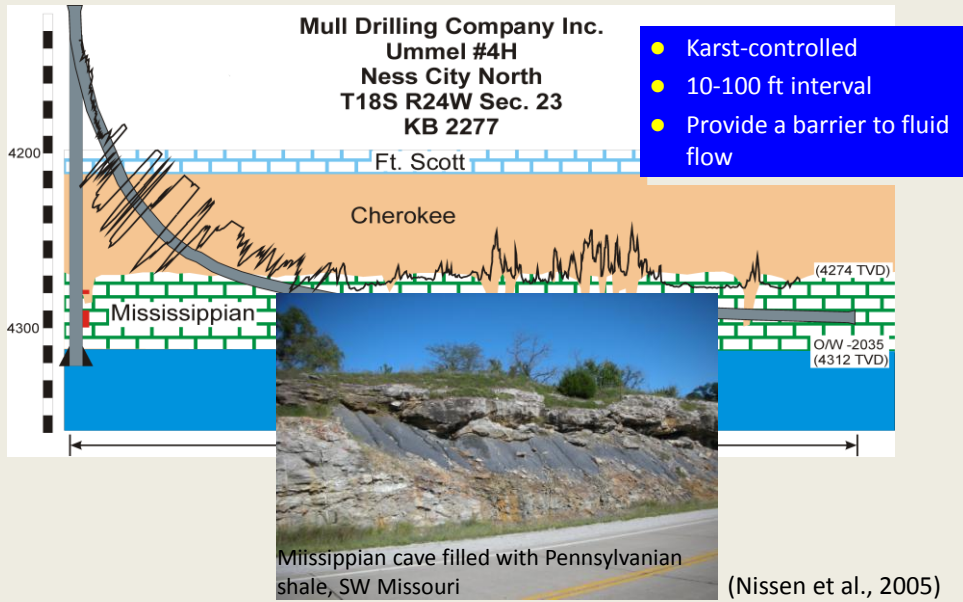 Mull Drilling Company Inc.
Ummel #4H
Ness City North
T18S R24W Sec. 23
KB 2277
Karst-controlled
10-100 ft interval
Provide a barrier to fluid
flow
4200
Ft. Scott
Cherokee
(4274 TVD)
Mississippian
4300
O/W -2035
(4312 TVD)
Miissippian cave filled with Pennsylvanian
shale, SW Missouri
(Nissen et al., 2005)